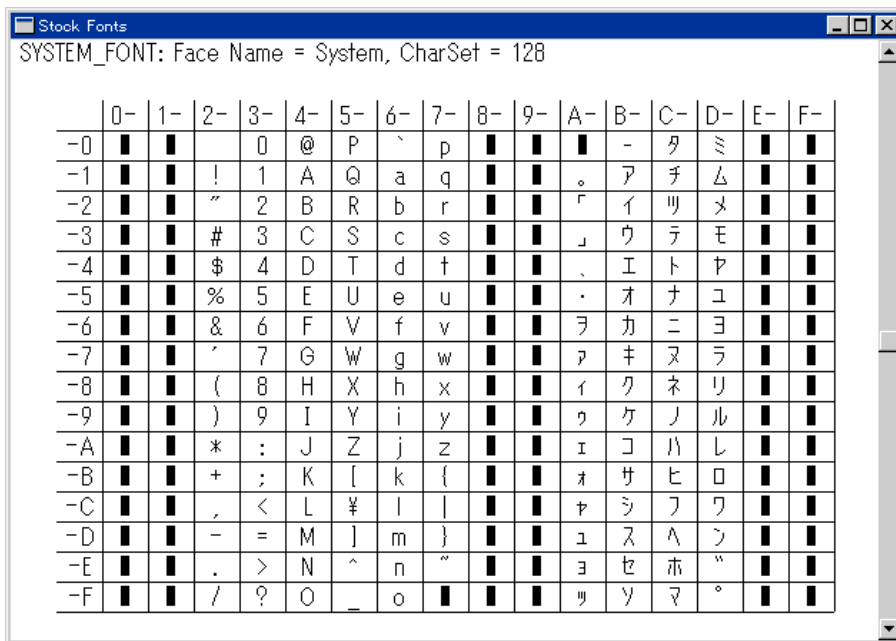 Stock Fonts
SYSTEM_FONT: Face Name = System, CharSet = 128
0- 1- 2- 3- 4- 5- 6- 7- 8- 9- A- B- C- D- E- F-
-0 0 @ P ` p ｰ ﾀ ﾐ
-1 ! 1 A Q a q ｡ ｱ ﾁ ﾑ
-2 " 2 B R b r ｢ ｲ ﾂ ﾒ
-3 # 3 C S c s ｣ ｳ ﾃ ﾓ
-4 $ 4 D T d t ､ ｴ ﾄ ﾔ
-5 % 5 E U e u ･ ｵ ﾅ ﾕ
-6 & 6 F V f v ｦ ｶ ﾆ ﾖ
-7 ' 7 G W g w ｧ ｷ ﾇ ﾗ
-8 ( 8 H X h x ｨ ｸ ﾈ ﾘ
-9 ) 9 I Y i y ｩ ｹ ﾉ ﾙ
-A * : J Z j z ｪ ｺ ﾊ ﾚ
-B + ; K [ k { ｫ ｻ ﾋ ﾛ
-C , < L ¥ l | ｬ ｼ ﾌ ﾜ
-D - = M ] m } ｭ ｽ ﾍ ﾝ
-E . > N ^ n ~ ｮ ｾ ﾎ ﾞ
-F / ? O _ o ｯ ｿ ﾏ ﾟ